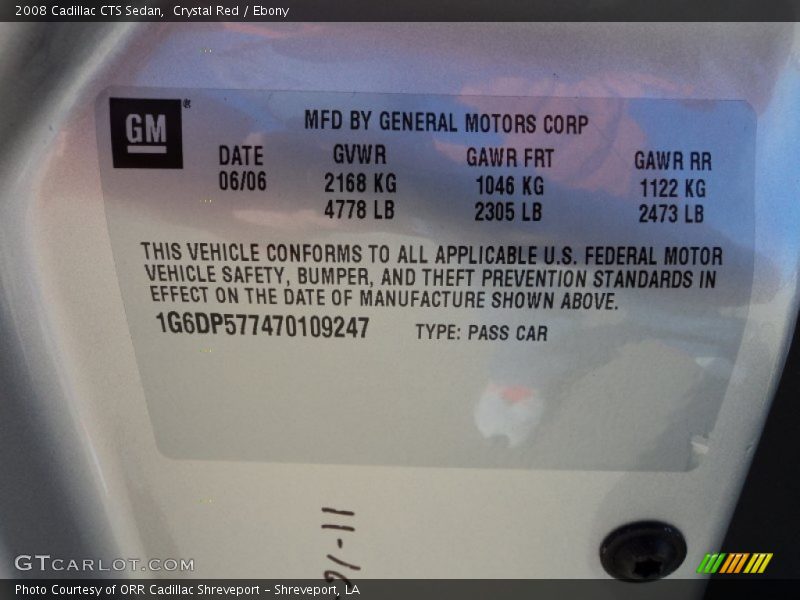 2008 Cadillac CTS Sedan, Crystal Red / Ebony
GM ®
MFD BY GENERAL MOTORS CORP
DATE GVWR GAWR FRT GAWR RR
06/06 2168 KG 1046 KG 1122 KG
4778 LB 2305 LB 2473 LB
THIS VEHICLE CONFORMS TO ALL APPLICABLE U.S. FEDERAL MOTOR
VEHICLE SAFETY, BUMPER, AND THEFT PREVENTION STANDARDS IN
EFFECT ON THE DATE OF MANUFACTURE SHOWN ABOVE.
1G6DP577470109247 TYPE: PASS CAR
GTCARLOT.COM
Photo Courtesy of ORR Cadillac Shreveport - Shreveport, LA